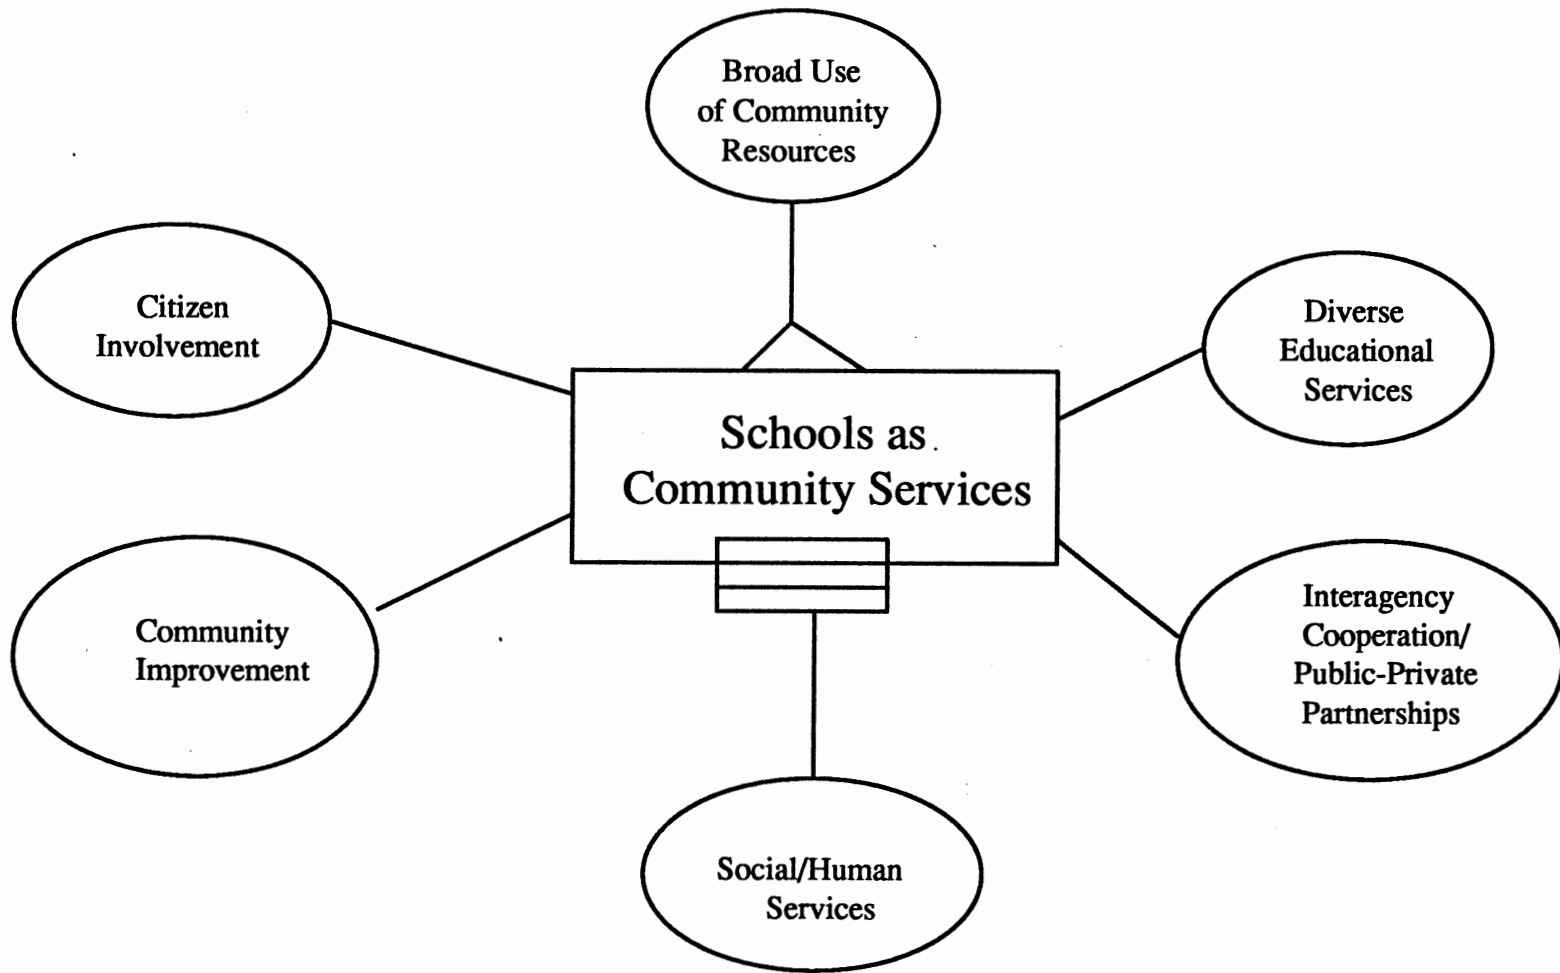 Broad Use
of Community
Resources
Citizen
Involvement
Diverse
Educational
Services
Schools as
Community Services
Community
Improvement
Interagency
Cooperation/
Public-Private
Partnerships
Social/Human
Services